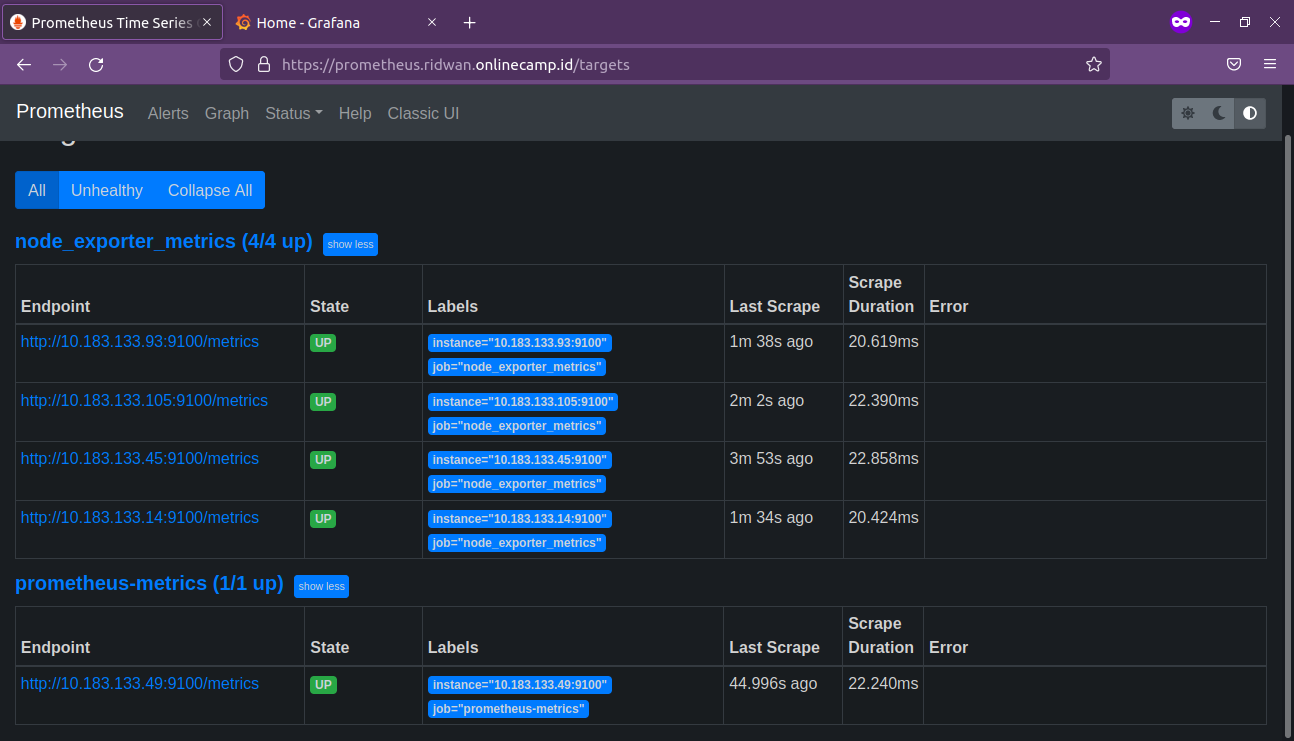 Prometheus Time Series
Home - Grafana
https://prometheus.ridwan.onlinecamp.id/targets
Prometheus Alerts Graph Status Help Classic UI
All Unhealthy Collapse All
node_exporter_metrics (4/4 up) show less
Endpoint State Labels Last Scrape Scrape Duration Error
http://10.183.133.93:9100/metrics UP instance="10.183.133.93:9100" 1m 38s ago 20.619ms
job="node_exporter_metrics"
http://10.183.133.105:9100/metrics UP instance="10.183.133.105:9100" 2m 2s ago 22.390ms
job="node_exporter_metrics"
http://10.183.133.45:9100/metrics UP instance="10.183.133.45:9100" 3m 53s ago 22.858ms
job="node_exporter_metrics"
http://10.183.133.14:9100/metrics UP instance="10.183.133.14:9100" 1m 34s ago 20.424ms
job="node_exporter_metrics"
prometheus-metrics (1/1 up) show less
Endpoint State Labels Last Scrape Scrape Duration Error
http://10.183.133.49:9100/metrics UP instance="10.183.133.49:9100" 44.996s ago 22.240ms
job="prometheus-metrics"